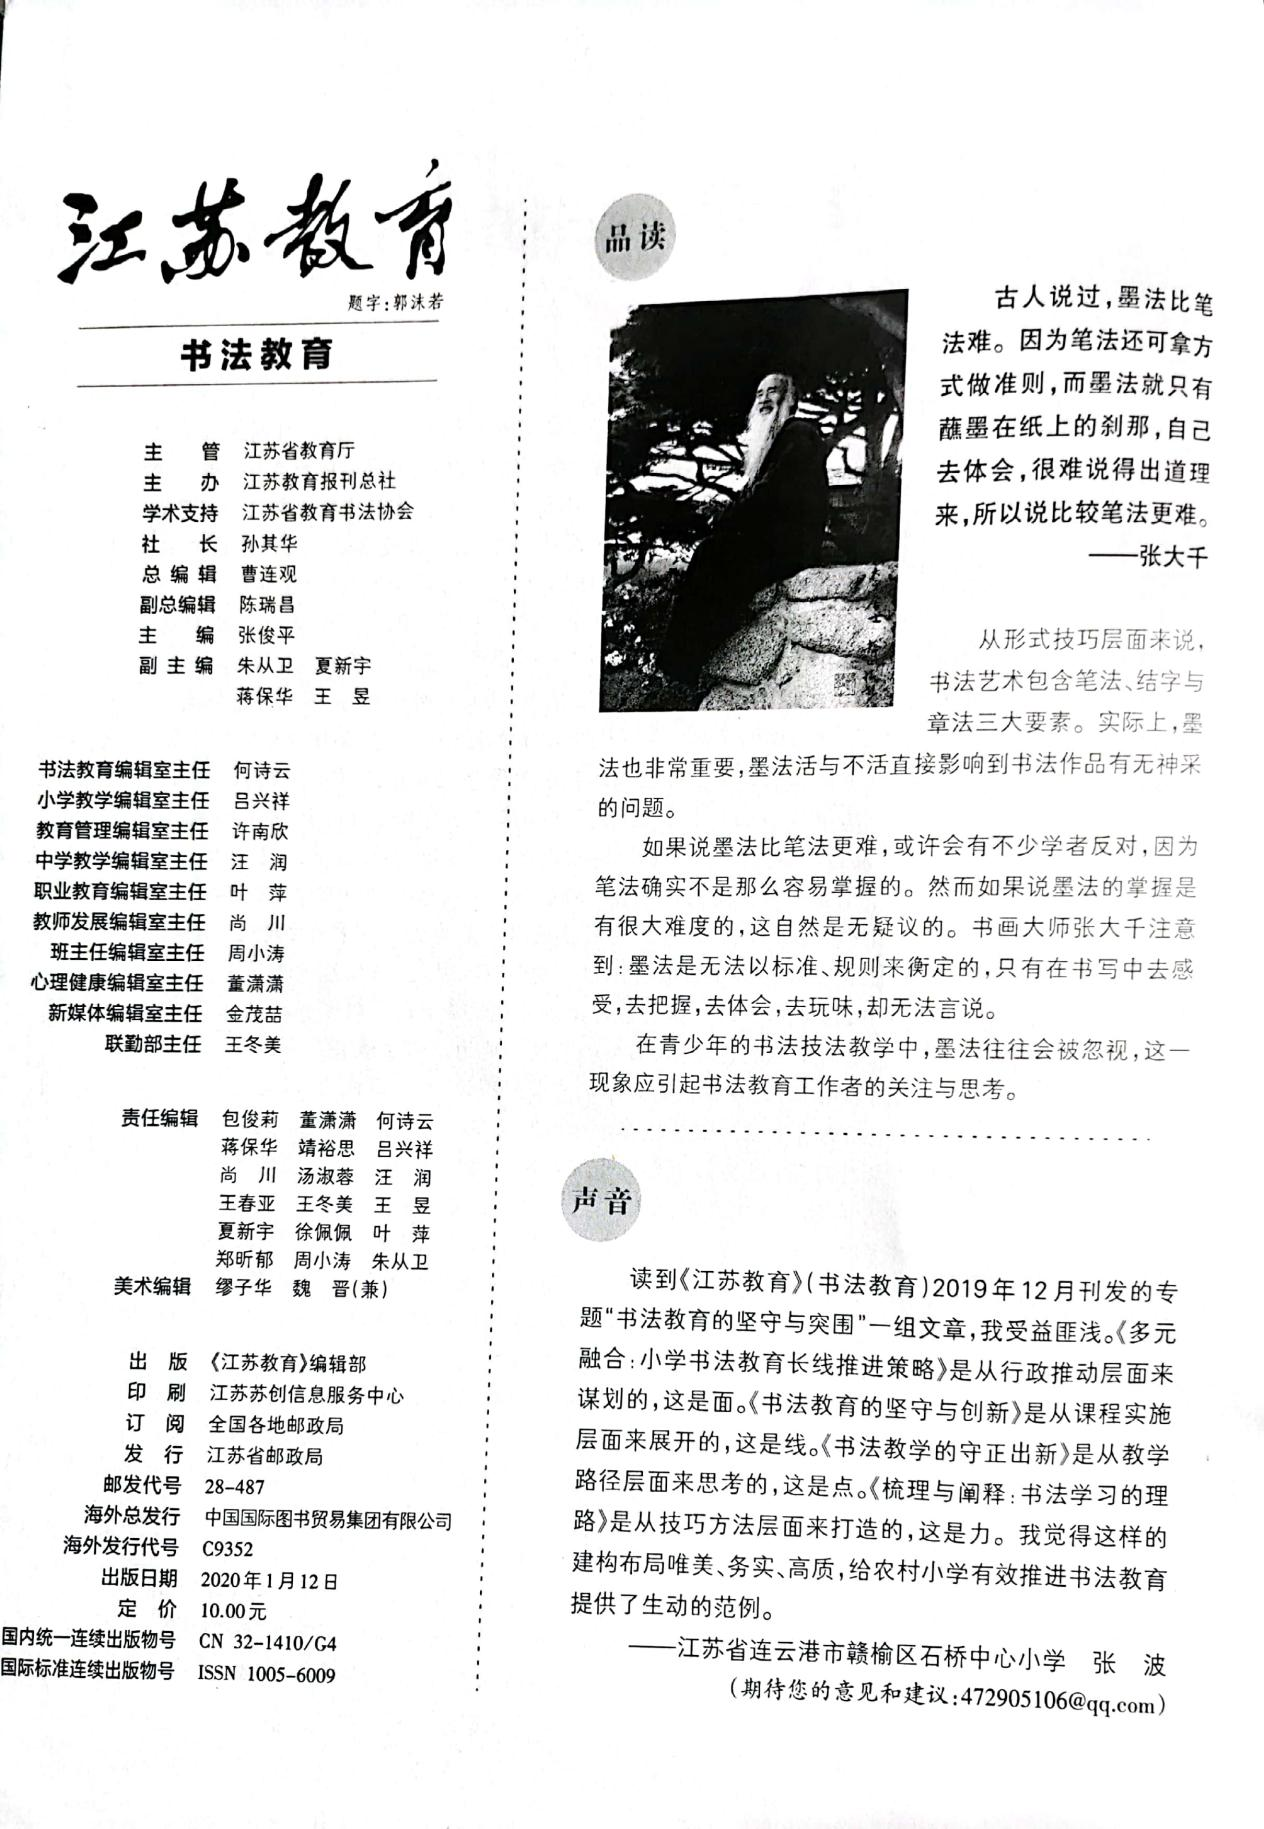 江苏教育
题字:郭沫若
书法教育
主 管 江苏省教育厅
主 办 江苏教育报刊总社
学术支持 江苏省教育书法协会
社 长 孙其华
总编辑 曹连观
副总编辑 陈瑞昌
主 编 张俊平
副主编 朱从卫 夏新宇
蒋保华 王 昱
书法教育编辑室主任 何诗云
小学教学编辑室主任 吕兴祥
教育管理编辑室主任 许南欣
中学教学编辑室主任 汪 润
职业教育编辑室主任 叶 萍
教师发展编辑室主任 尚 川
班主任编辑室主任 周小涛
心理健康编辑室主任 董潇潇
新媒体编辑室主任 金茂喆
联勤部主任 王冬美
责任编辑 包俊莉 董潇潇 何诗云
蒋保华 靖裕思 吕兴祥
尚 川 汤淑蓉 汪 润
王春亚 王冬美 王 昱
夏新宇 徐佩佩 叶 萍
郑昕郁 周小涛 朱从卫
美术编辑 缪子华 魏 晋(兼)
出 版 《江苏教育》编辑部
印 刷 江苏苏创信息服务中心
订 阅 全国各地邮政局
发 行 江苏省邮政局
邮发代号 28-487
海外总发行 中国国际图书贸易集团有限公司
海外发行代号 C9352
出版日期 2020年1月12日
定 价 10.00元
国内统一连续出版物号 CN 32-1410/G4
国际标准连续出版物号 ISSN 1005-6009
品读
古人说过,墨法比笔
法难。因为笔法还可拿方
式做准则,而墨法就只有
蘸墨在纸上的刹那,自己
去体会,很难说得出道理
来,所以说比较笔法更难。
——张大千
从形式技巧层面来说,
书法艺术包含笔法、结字与
章法三大要素。实际上,墨
法也非常重要,墨法活与不活直接影响到书法作品有无神采
的问题。
如果说墨法比笔法更难,或许会有不少学者反对,因为
笔法确实不是那么容易掌握的。然而如果说墨法的掌握是
有很大难度的,这自然是无疑议的。书画大师张大千注意
到:墨法是无法以标准、规则来衡定的,只有在书写中去感
受,去把握,去体会,去玩味,却无法言说。
在青少年的书法技法教学中,墨法往往会被忽视,这一
现象应引起书法教育工作者的关注与思考。
声音
读到《江苏教育》(书法教育)2019年12月刊发的专
题“书法教育的坚守与突围”一组文章,我受益匪浅。《多元
融合:小学书法教育长线推进策略》是从行政推动层面来
谋划的,这是面。《书法教育的坚守与创新》是从课程实施
层面来展开的,这是线。《书法教学的守正出新》是从教学
路径层面来思考的,这是点。《梳理与阐释:书法学习的理
路》是从技巧方法层面来打造的,这是力。我觉得这样的
建构布局唯美、务实、高质,给农村小学有效推进书法教育
提供了生动的范例。
——江苏省连云港市赣榆区石桥中心小学 张 波
(期待您的意见和建议:472905106@qq.com)